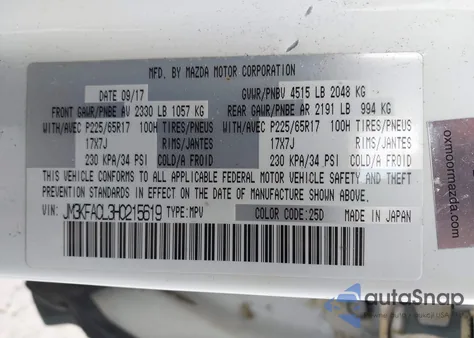 MFD. BY MAZDA MOTOR CORPORATION
DATE 09/17 GVWR/PNBV 4515 LB 2048 KG
FRONT GAWR/PNBE AV 2330 LB 1057 KG REAR GAWR/PNBE AR 2191 LB 994 KG
WITH/AVEC P225/65R17 100H TIRES/PNEUS WITH/AVEC P225/65R17 100H TIRES/PNEUS
17X7J RIMS/JANTES 17X7J RIMS/JANTES
230 KPA/34 PSI COLD/A FROID 230 KPA/34 PSI COLD/A FROID
THIS VEHICLE CONFORMS TO ALL APPLICABLE FEDERAL MOTOR VEHICLE SAFETY AND THEFT
PREVENTION STANDARDS IN EFFECT ON THE DATE OF MANUFACTURE SHOWN ABOVE.
VIN: JM3KFACL3H0215619 TYPE:MPV COLOR CODE:25D MADE IN JAPAN
oxmoormazda.
autoSnap